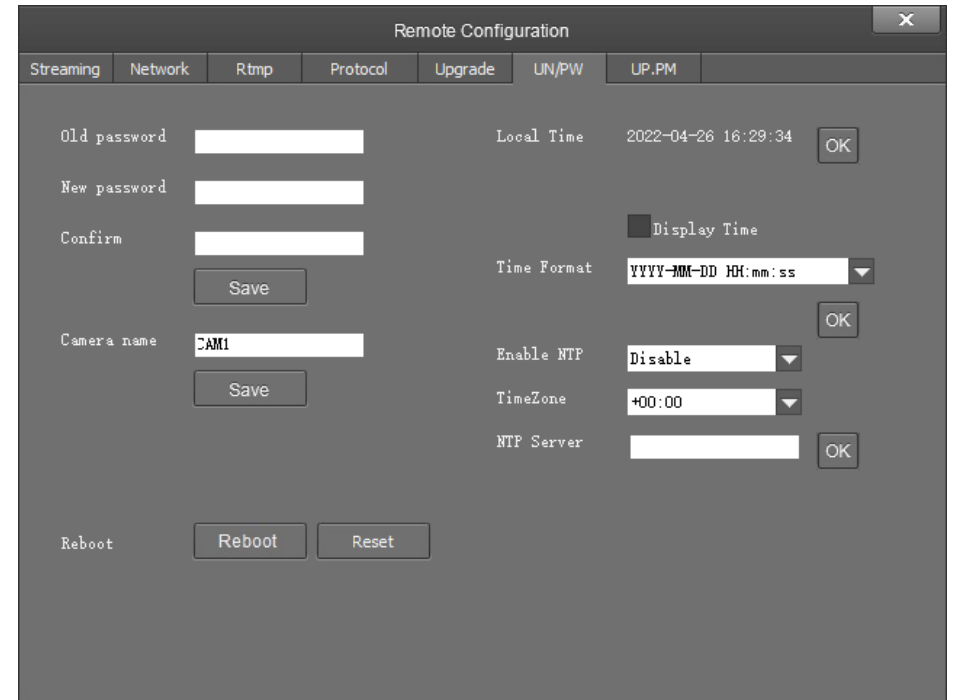 Remote Configuration X
Streaming Network Rtmp Protocol Upgrade UN/PW UP.PM
Old password
New password
Confirm
Save
Camera name CAM1
Save
Reboot Reboot Reset
Local Time 2022-04-26 16:29:34 OK
Display Time
Time Format YYYY-MM-DD HH:mm:ss
OK
Enable NTP Disable
TimeZone +00:00
NTP Server OK